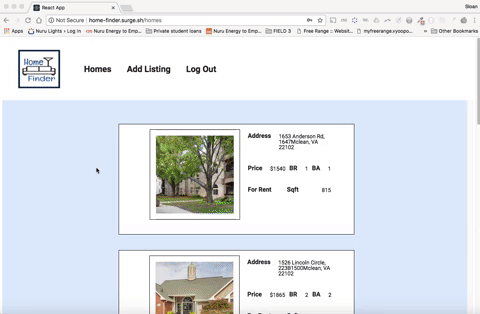 React App
Sloan
Not Secure | home-finder.surge.sh/homes
Apps
Nuru Lights › Log In
Nuru Energy to Emp...
Private student loans
Nuru Energy to Emp...
FIELD 3
Free Range :: Websit...
myfreerange.vyoopo...
»
Other Bookmarks
Home
Finder
Homes
Add Listing
Log Out
Address 1653 Anderson Rd,
1647Mclean, VA
22102
Price $1540 BR 1 BA 1
For Rent Sqft 815
Address 1526 Lincoln Circle,
223B1500Mclean, VA
22102
Price $1865 BR 2 BA 2